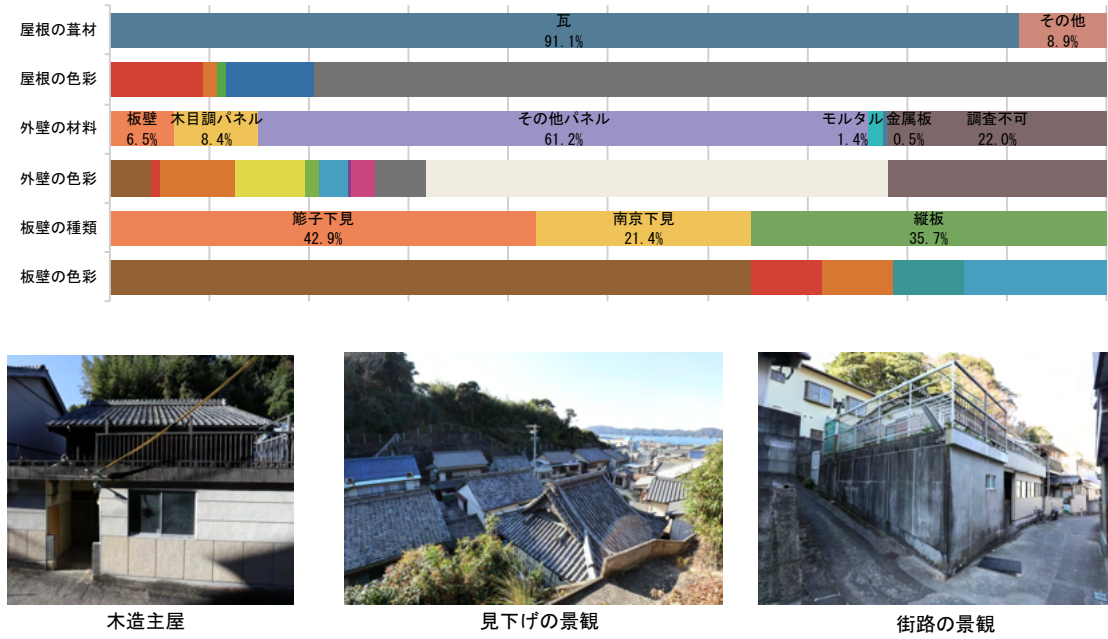 屋根の葺材
瓦
91.1%
その他
8.9%
屋根の色彩
外壁の材料
板壁
6.5%
木目調パネル
8.4%
その他パネル
61.2%
モルタル
1.4%
金属板
0.5%
調査不可
22.0%
外壁の色彩
板壁の種類
簓子下見
42.9%
南京下見
21.4%
縦板
35.7%
板壁の色彩
木造主屋
見下げの景観
街路の景観